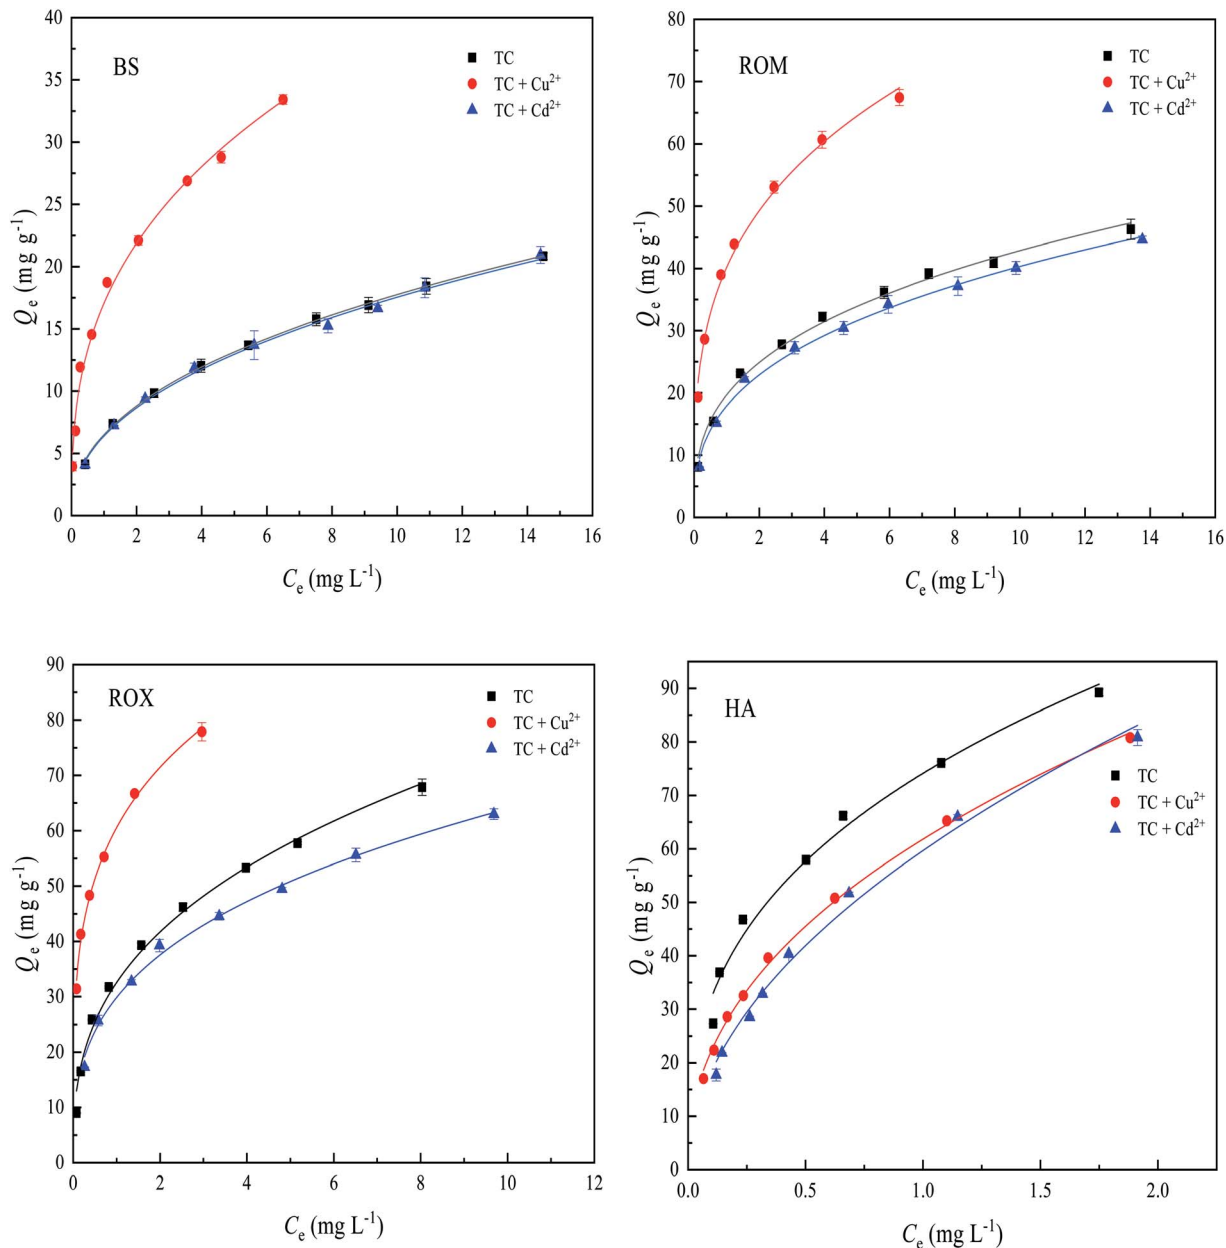 BS
TC
TC + Cu²⁺
TC + Cd²⁺
40
35
30
25
20
15
10
5
0
Qe (mg g⁻¹)
0 2 4 6 8 10 12 14 16
Ce (mg L⁻¹)
ROM
TC
TC + Cu²⁺
TC + Cd²⁺
80
70
60
50
40
30
20
10
0
Qe (mg g⁻¹)
0 2 4 6 8 10 12 14 16
Ce (mg L⁻¹)
ROX
TC
TC + Cu²⁺
TC + Cd²⁺
90
80
70
60
50
40
30
20
10
0
Qe (mg g⁻¹)
0 2 4 6 8 10 12
Ce (mg L⁻¹)
HA
TC
TC + Cu²⁺
TC + Cd²⁺
90
80
70
60
50
40
30
20
10
0
Qe (mg g⁻¹)
0.0 0.5 1.0 1.5 2.0
Ce (mg L⁻¹)